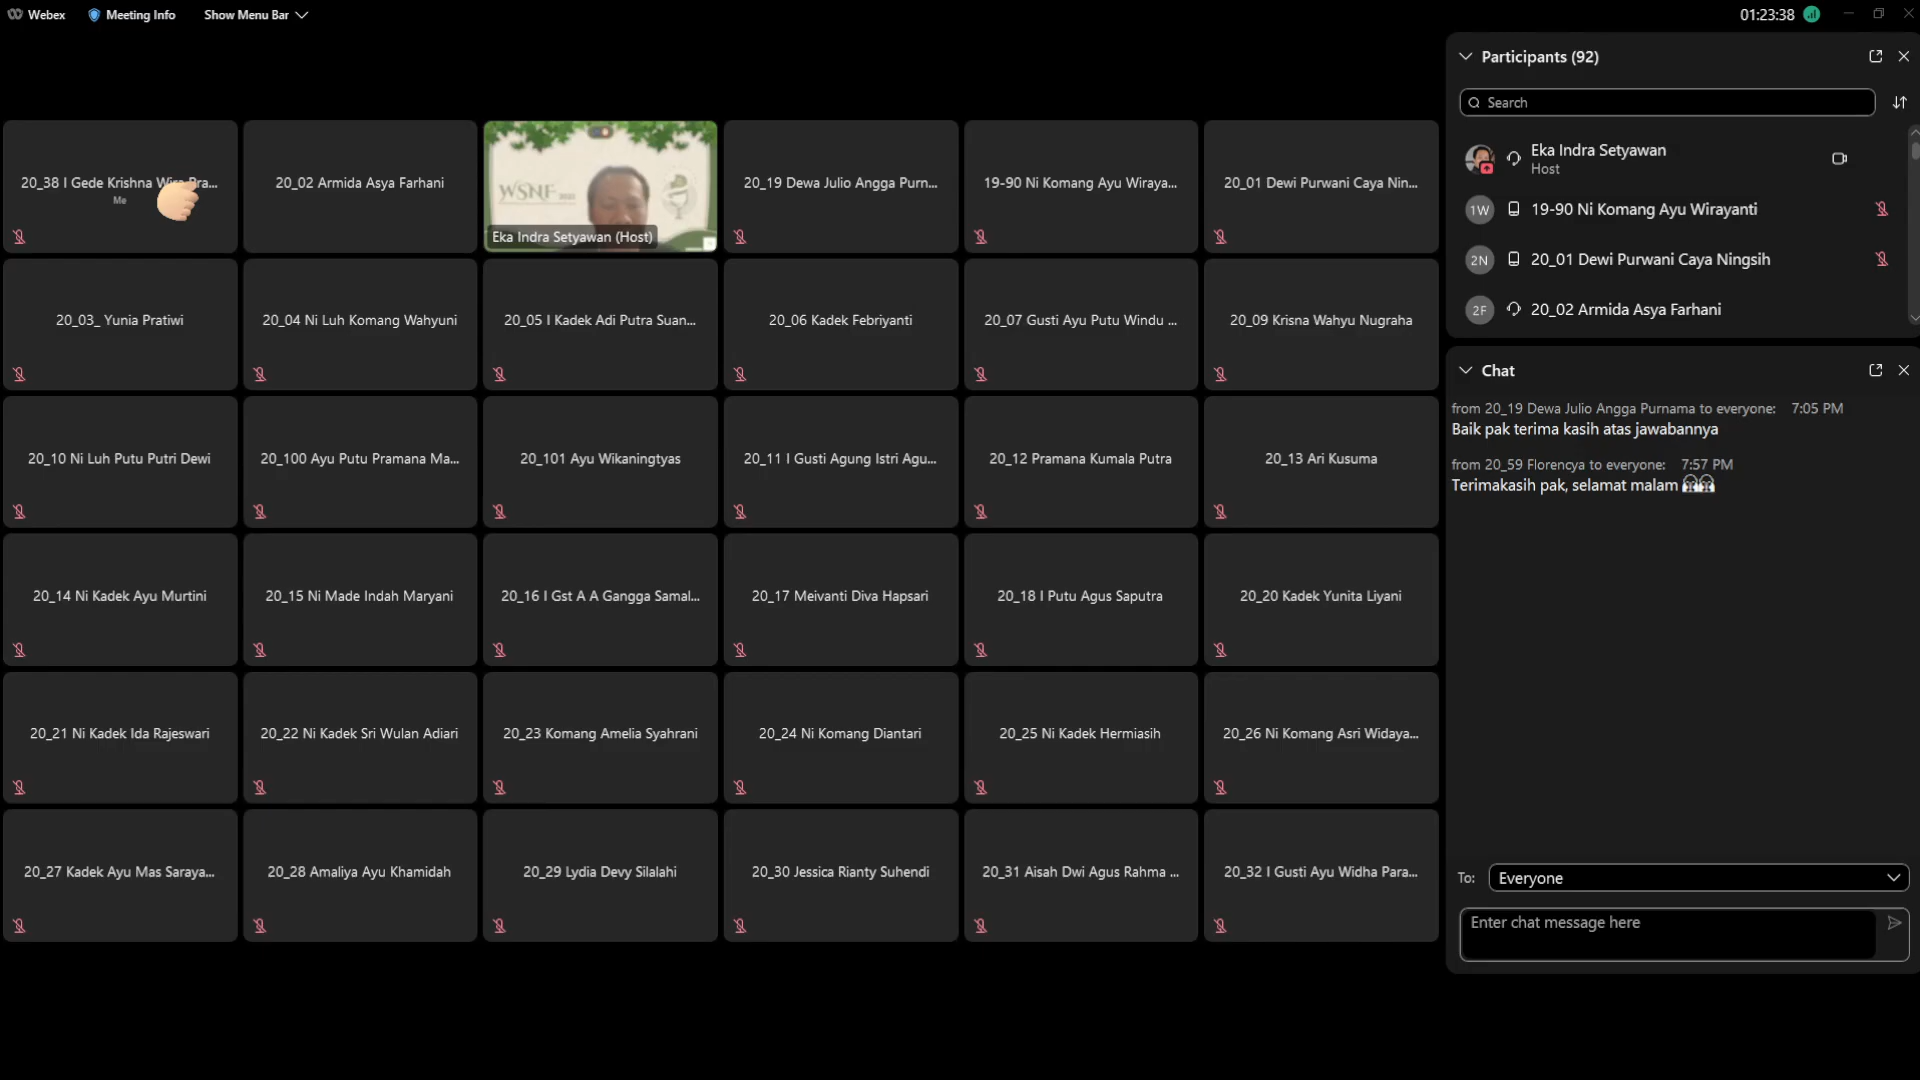 Webex
Meeting Info
Show Menu Bar
01:23:38
20_38 I Gede Krishna Wira Pra...
Me
20_02 Armida Asya Farhani
WSNF 2021
Eka Indra Setyawan (Host)
20_19 Dewa Julio Angga Purn...
19-90 Ni Komang Ayu Wiraya...
20_01 Dewi Purwani Caya Nin...
20_03_ Yunia Pratiwi
20_04 Ni Luh Komang Wahyuni
20_05 I Kadek Adi Putra Suan...
20_06 Kadek Febriyanti
20_07 Gusti Ayu Putu Windu ...
20_09 Krisna Wahyu Nugraha
20_10 Ni Luh Putu Putri Dewi
20_100 Ayu Putu Pramana Ma...
20_101 Ayu Wikaningtyas
20_11 I Gusti Agung Istri Agu...
20_12 Pramana Kumala Putra
20_13 Ari Kusuma
20_14 Ni Kadek Ayu Murtini
20_15 Ni Made Indah Maryani
20_16 I Gst A A Gangga Samal...
20_17 Meivanti Diva Hapsari
20_18 I Putu Agus Saputra
20_20 Kadek Yunita Liyani
20_21 Ni Kadek Ida Rajeswari
20_22 Ni Kadek Sri Wulan Adiari
20_23 Komang Amelia Syahrani
20_24 Ni Komang Diantari
20_25 Ni Kadek Hermiasih
20_26 Ni Komang Asri Widaya...
20_27 Kadek Ayu Mas Saraya...
20_28 Amaliya Ayu Khamidah
20_29 Lydia Devy Silalahi
20_30 Jessica Rianty Suhendi
20_31 Aisah Dwi Agus Rahma ...
20_32 I Gusti Ayu Widha Para...
Participants (92)
Search
Eka Indra Setyawan
Host
1W 19-90 Ni Komang Ayu Wirayanti
2N 20_01 Dewi Purwani Caya Ningsih
2F 20_02 Armida Asya Farhani
Chat
from 20_19 Dewa Julio Angga Purnama to everyone: 7:05 PM
Baik pak terima kasih atas jawabannya
from 20_59 Florencya to everyone: 7:57 PM
Terimakasih pak, selamat malam
To: Everyone
Enter chat message here